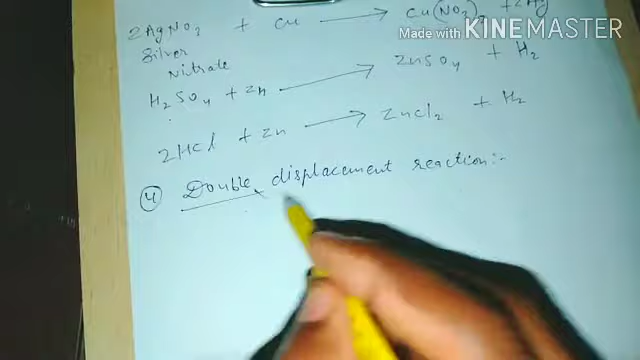 2AgNO3 + Cu → Cu(NO3)2 + 2Ag
Silver
Nitrate
H2SO4 + Zn → ZnSO4 + H2
2HCl + Zn → ZnCl2 + H2
4 Double displacement reaction:-
Made with KINEMASTER